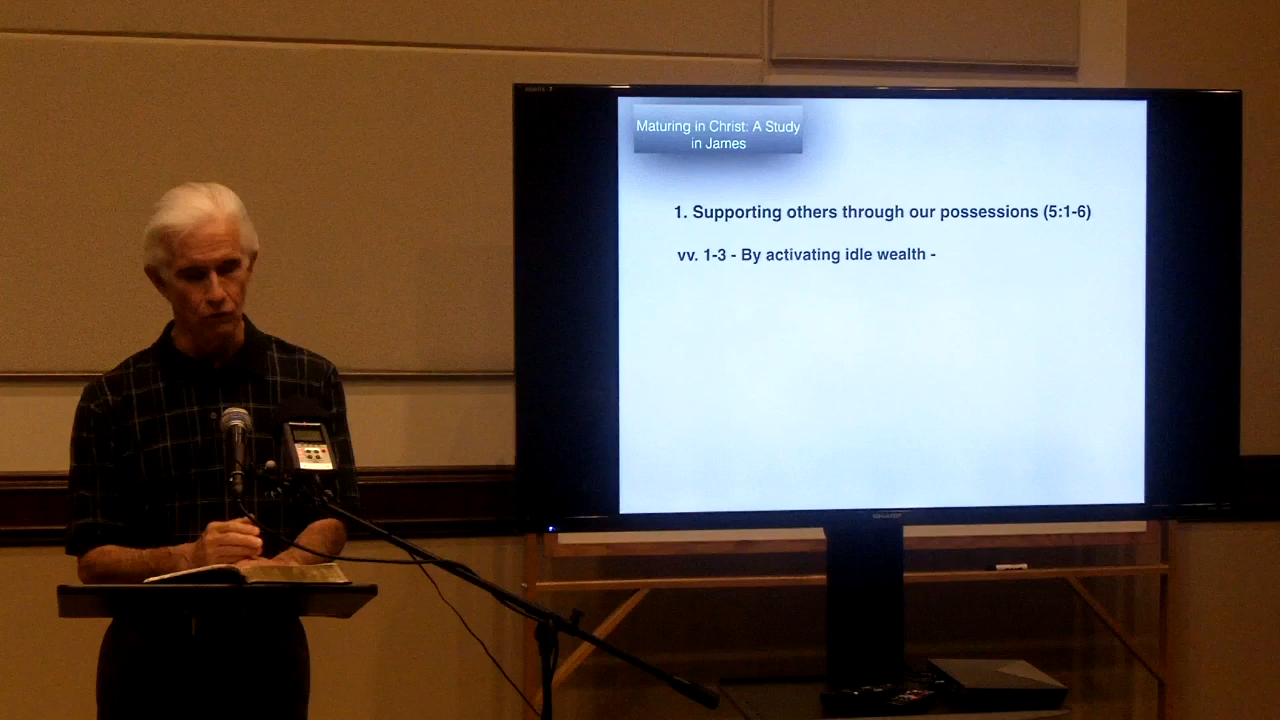 Maturing in Christ: A Study
in James
1. Supporting others through our possessions (5:1-6)
vv. 1-3 - By activating idle wealth -